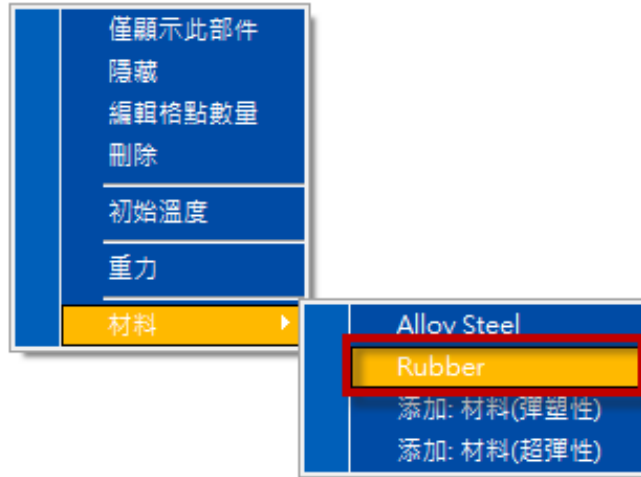 僅顯示此部件
隱藏
編輯格點數量
刪除
初始溫度
重力
材料
Alloy Steel
Rubber
添加: 材料(彈塑性)
添加: 材料(超彈性)